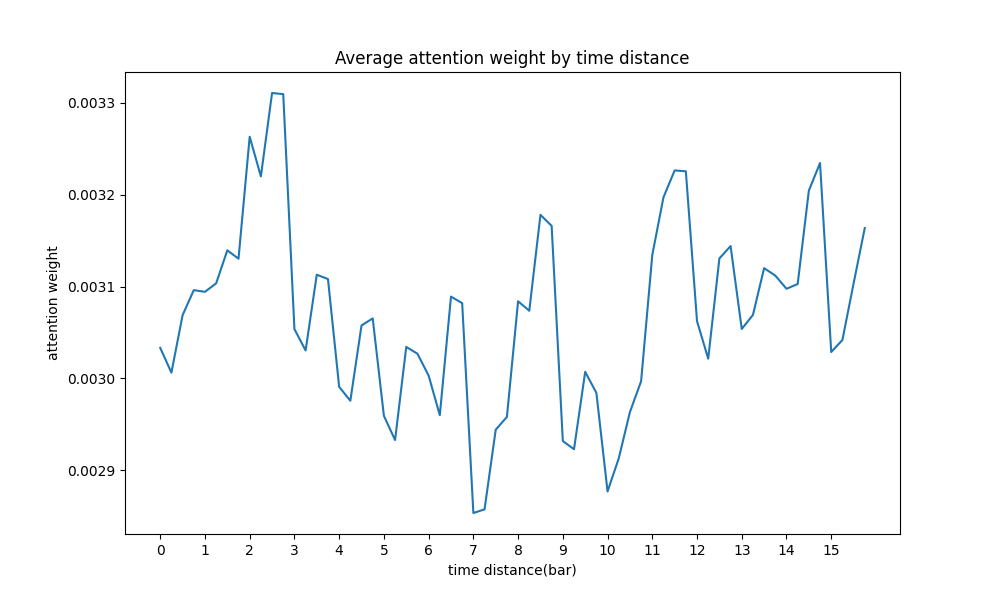 Average attention weight by time distance
attention weight
0.0033
0.0032
0.0031
0.0030
0.0029
0 1 2 3 4 5 6 7 8 9 10 11 12 13 14 15
time distance(bar)